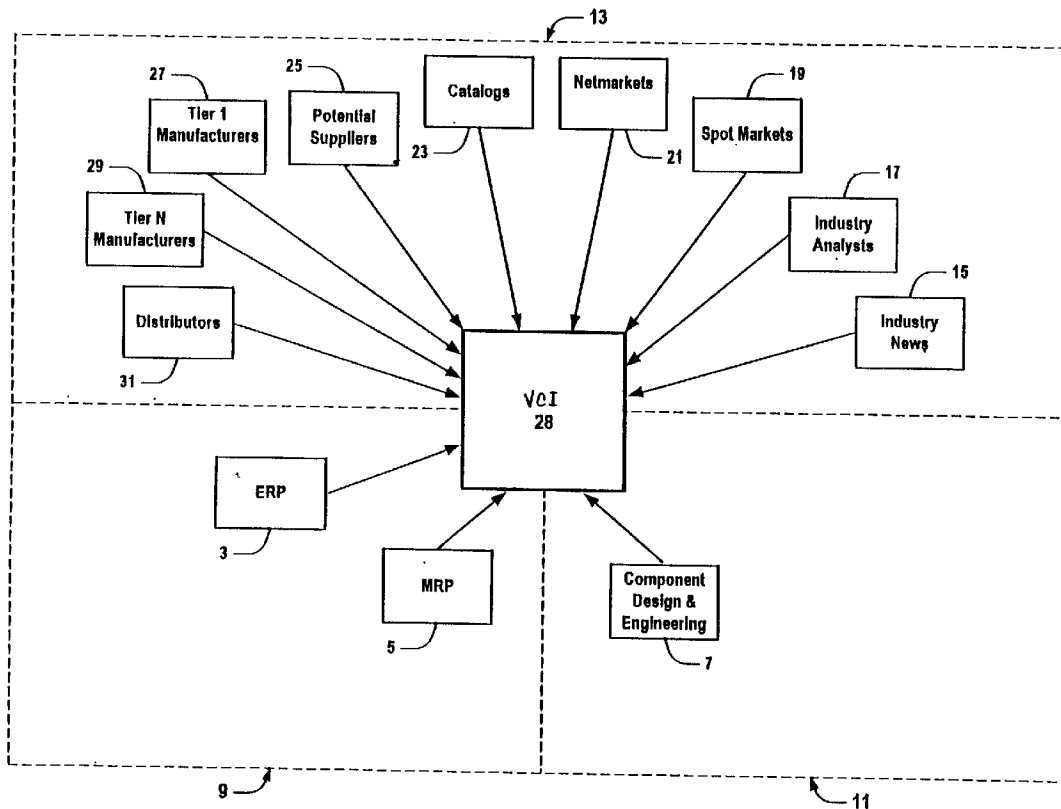 13
27
25
Catalogs
Netmarkets
19
Tier 1
Manufacturers
Potential
Suppliers
23
21
Spot Markets
29
17
Tier N
Manufacturers
Industry
Analysts
15
Distributors
Industry
News
31
VCI
28
ERP
3
MRP
Component
Design &
Engineering
5
7
9
11